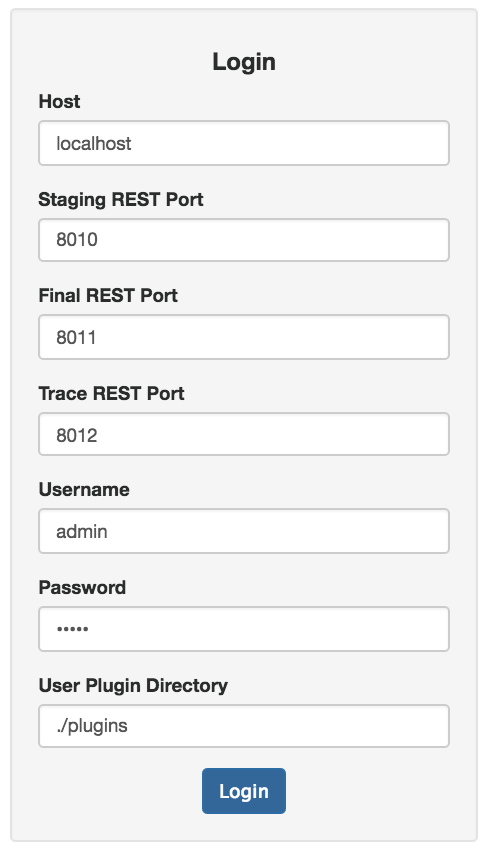 Login
Host
localhost
Staging REST Port
8010
Final REST Port
8011
Trace REST Port
8012
Username
admin
Password
•••••
User Plugin Directory
./plugins
Login